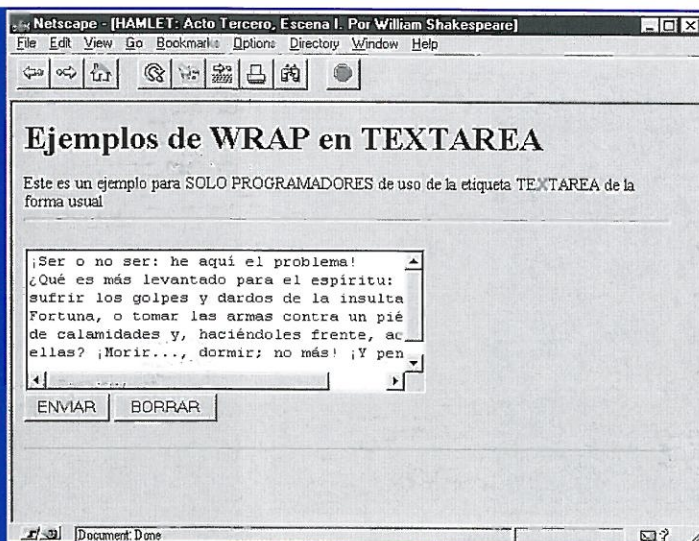 Netscape - [HAMLET: Acto Tercero, Escena I. Por William Shakespeare]
File Edit View Go Bookmarks Options Directory Window Help
Ejemplos de WRAP en TEXTAREA
Este es un ejemplo para SOLO PROGRAMADORES de uso de la etiqueta TEXTAREA de la
forma usual
¡Ser o no ser: he aquí el problema!
¿Qué es más levantado para el espíritu:
sufrir los golpes y dardos de la insulta
Fortuna, o tomar las armas contra un pié
de calamidades y, haciéndoles frente, ac
ellas? ¡Morir..., dormir; no más! ¡Y pen
ENVIAR BORRAR
Document: Done